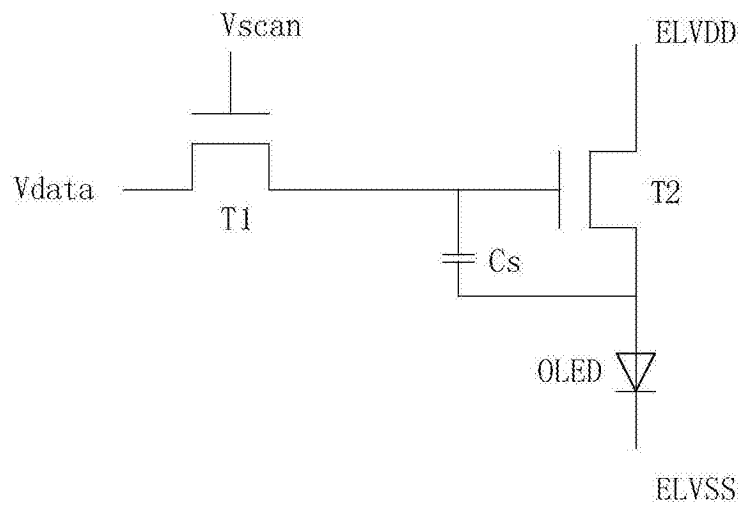 Vscan
ELVDD
Vdata
T1
T2
Cs
OLED
ELVSS